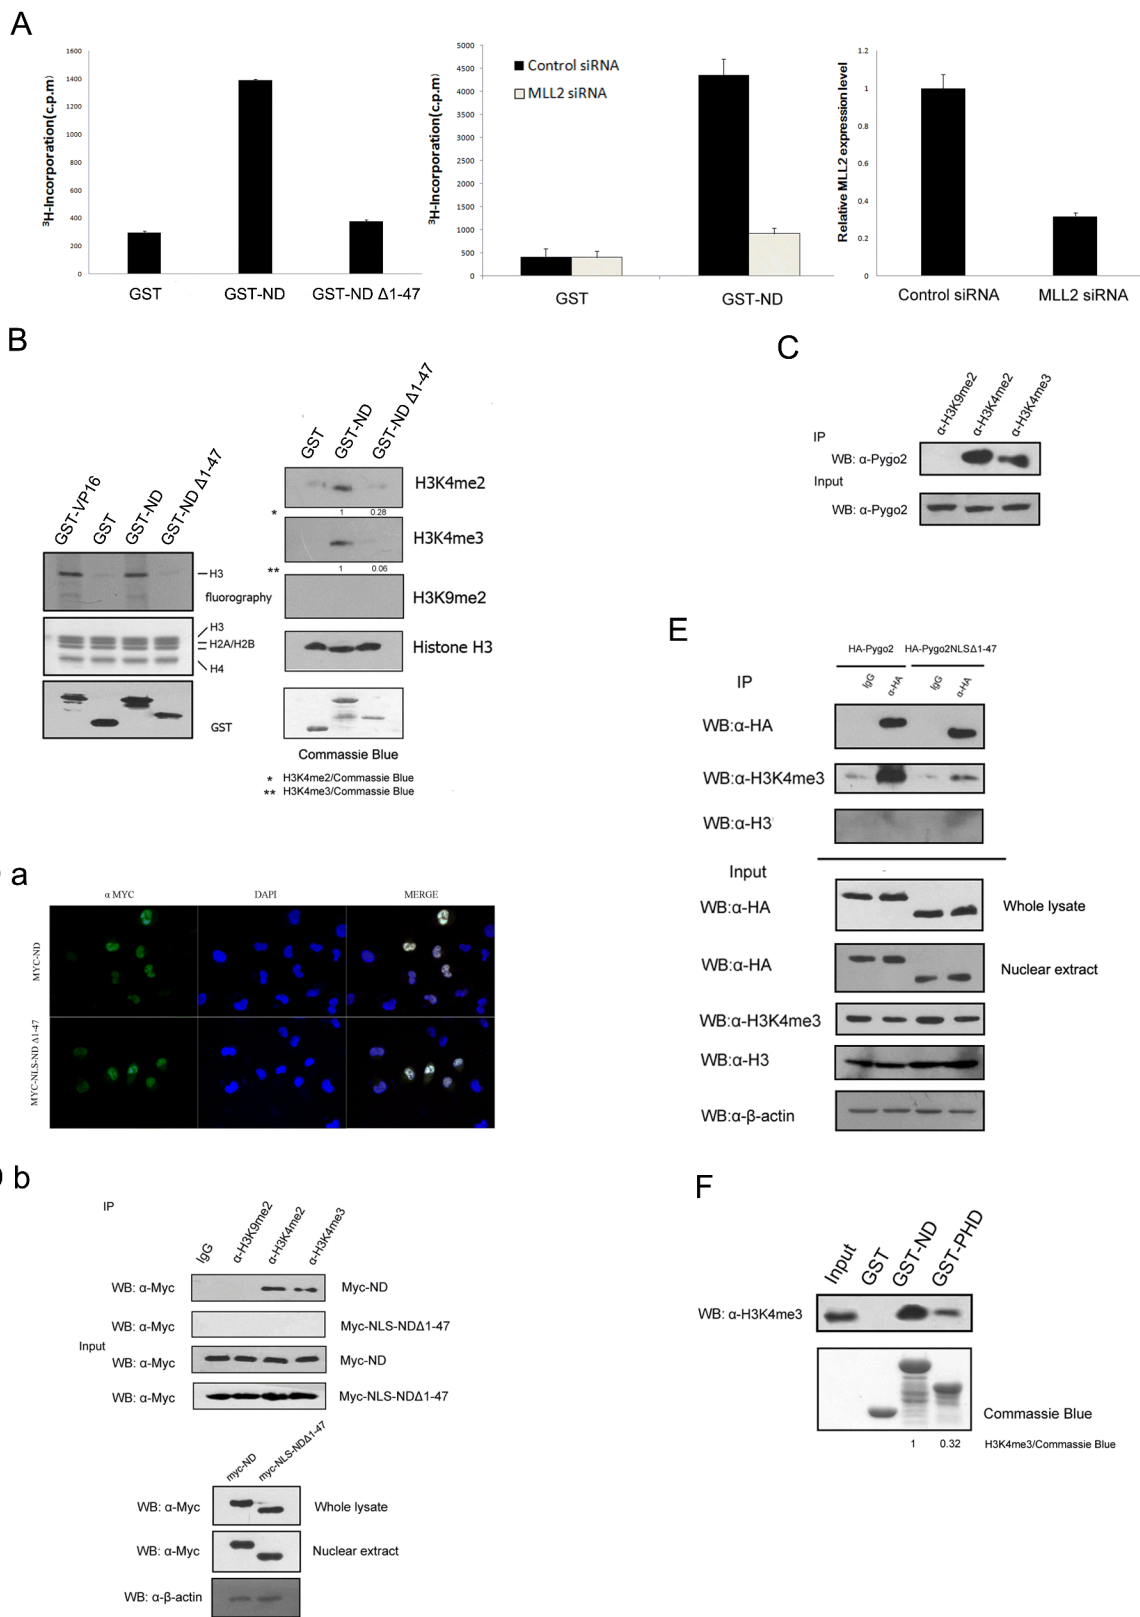 A
³H-Incorporation(c.p.m)
1600
1400
1200
1000
800
600
400
200
0
GST
GST-ND
GST-ND Δ1-47
³H-Incorporation(c.p.m)
5000
4500
4000
3500
3000
2500
2000
1500
1000
500
0
Control siRNA
MLL2 siRNA
GST
GST-ND
Relative MLL2 expression level
1.2
1
0.8
0.6
0.4
0.2
0
Control siRNA
MLL2 siRNA
B
GST-VP16
GST
GST-ND
GST-ND Δ1-47
H3
fluorography
H3
H2A/H2B
H4
GST
GST
GST-ND
GST-ND Δ1-47
H3K4me2
* 1 0.28
H3K4me3
** 1 0.06
H3K9me2
Histone H3
Commassie Blue
* H3K4me2/Commassie Blue
** H3K4me3/Commassie Blue
C
α-H3K9me2
α-H3K4me2
α-H3K4me3
IP
WB: α-Pygo2
Input
WB: α-Pygo2
a
α MYC
DAPI
MERGE
MYC-ND
MYC-NLS-ND Δ1-47
b
IP
IgG
α-H3K9me2
α-H3K4me2
α-H3K4me3
WB: α-Myc Myc-ND
WB: α-Myc Myc-NLS-NDΔ1-47
Input
WB: α-Myc Myc-ND
WB: α-Myc Myc-NLS-NDΔ1-47
myc-ND
myc-NLS-NDΔ1-47
WB: α-Myc Whole lysate
WB: α-Myc Nuclear extract
WB: α-β-actin
E
HA-Pygo2 HA-Pygo2NLSΔ1-47
IP
IgG
α-HA
IgG
α-HA
WB:α-HA
WB:α-H3K4me3
WB:α-H3
Input
WB:α-HA Whole lysate
WB:α-HA Nuclear extract
WB:α-H3K4me3
WB:α-H3
WB:α-β-actin
F
Input
GST
GST-ND
GST-PHD
WB: α-H3K4me3
Commassie Blue
1 0.32 H3K4me3/Commassie Blue